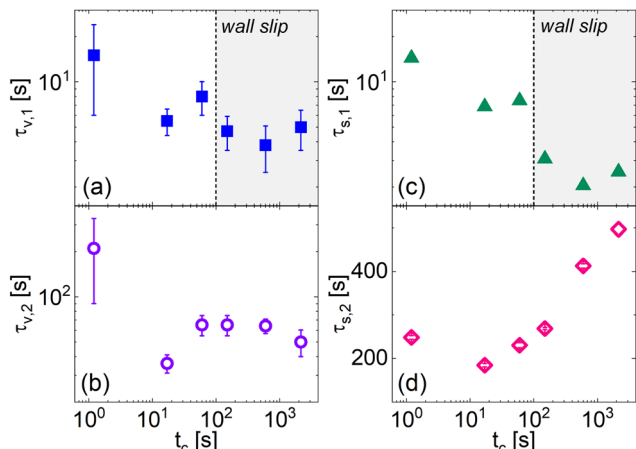 wall slip
10¹
τv,1 [s]
(a)
wall slip
10¹
τs,1 [s]
(c)
10²
τv,2 [s]
(b)
10⁰ 10¹ 10² 10³
tc [s]
400
200
τs,2 [s]
(d)
10⁰ 10¹ 10² 10³
tc [s]